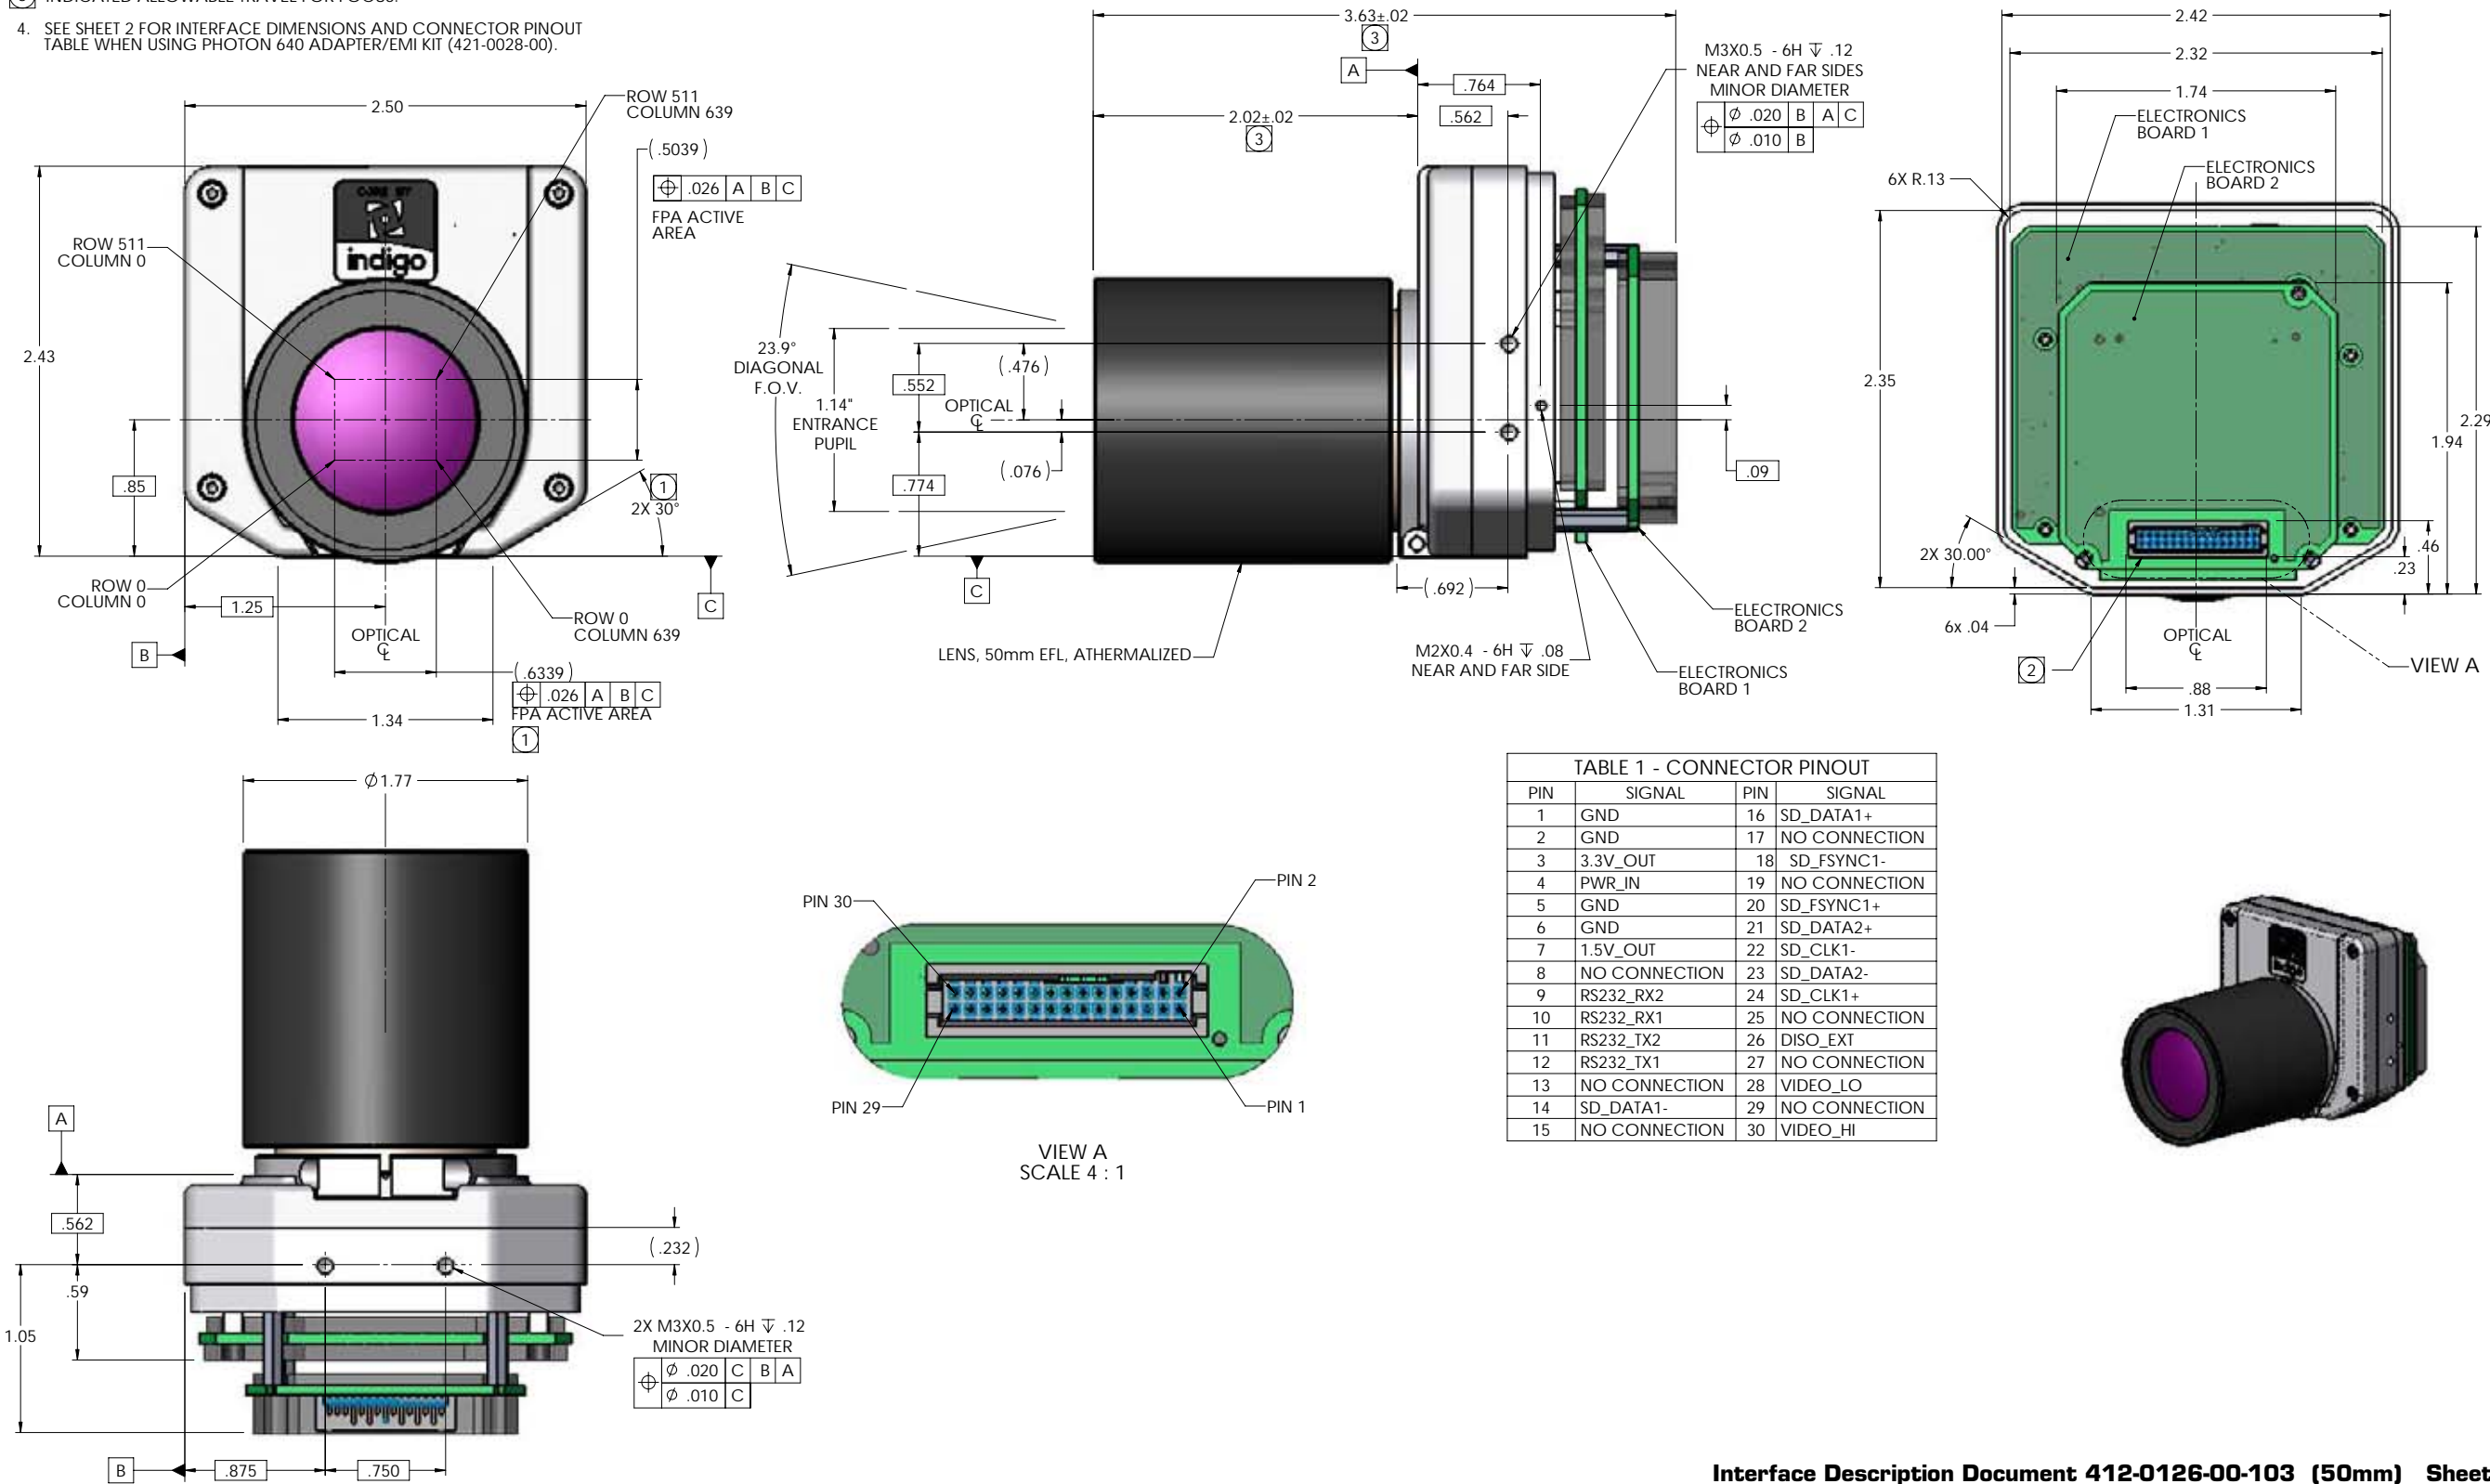 4. SEE SHEET 2 FOR INTERFACE DIMENSIONS AND CONNECTOR PINOUT
TABLE WHEN USING PHOTON 640 ADAPTER/EMI KIT (421-0028-00).
2.50
ROW 511
COLUMN 639
(.5039)
⌖ .026 A B C
FPA ACTIVE
AREA
ROW 511
COLUMN 0
CORE BY
indigo
2.43
.85
1
2X 30°
ROW 0
COLUMN 0
1.25
OPTICAL
℄
ROW 0
COLUMN 639
C
B
(.6339)
⌖ .026 A B C
FPA ACTIVE AREA
1
1.34
3.63±.02
3
A
.764
2.02±.02
3
.562
M3X0.5 - 6H ↧ .12
NEAR AND FAR SIDES
MINOR DIAMETER
⌖ Ø .020 B A C
Ø .010 B
23.9°
DIAGONAL
F.O.V.
1.14"
ENTRANCE
PUPIL
(.476)
.552
OPTICAL
℄
(.076)
.774
.09
C
(.692)
LENS, 50mm EFL, ATHERMALIZED
M2X0.4 - 6H ↧ .08
NEAR AND FAR SIDE
ELECTRONICS
BOARD 2
ELECTRONICS
BOARD 1
2.42
2.32
1.74
ELECTRONICS
BOARD 1
ELECTRONICS
BOARD 2
6X R.13
2.35
2.29
1.94
2X 30.00°
.46
.23
6x .04
OPTICAL
℄
2
VIEW A
.88
1.31
Ø1.77
A
.562
(.232)
.59
1.05
2X M3X0.5 - 6H ↧ .12
MINOR DIAMETER
⌖ Ø .020 C B A
Ø .010 C
B
.875
.750
PIN 30
PIN 2
PIN 29
PIN 1
VIEW A
SCALE 4 : 1
TABLE 1 - CONNECTOR PINOUT
PIN SIGNAL PIN SIGNAL
1 GND 16 SD_DATA1+
2 GND 17 NO CONNECTION
3 3.3V_OUT 18 SD_FSYNC1-
4 PWR_IN 19 NO CONNECTION
5 GND 20 SD_FSYNC1+
6 GND 21 SD_DATA2+
7 1.5V_OUT 22 SD_CLK1-
8 NO CONNECTION 23 SD_DATA2-
9 RS232_RX2 24 SD_CLK1+
10 RS232_RX1 25 NO CONNECTION
11 RS232_TX2 26 DISO_EXT
12 RS232_TX1 27 NO CONNECTION
13 NO CONNECTION 28 VIDEO_LO
14 SD_DATA1- 29 NO CONNECTION
15 NO CONNECTION 30 VIDEO_HI
Interface Description Document 412-0126-00-103 (50mm) Sheet